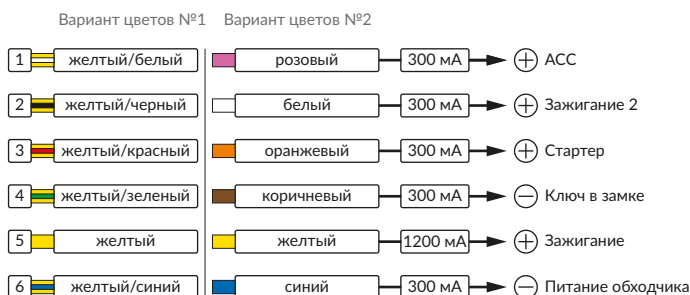 Вариант цветов №1 Вариант цветов №2
1 желтый/белый розовый 300 мА + ACC
2 желтый/черный белый 300 мА + Зажигание 2
3 желтый/красный оранжевый 300 мА + Стартер
4 желтый/зеленый коричневый 300 мА − Ключ в замке
5 желтый желтый 1200 мА + Зажигание
6 желтый/синий синий 300 мА − Питание обходчика